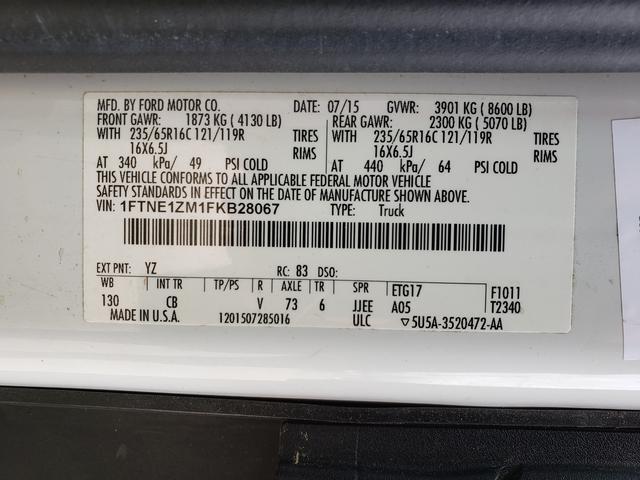 MFD. BY FORD MOTOR CO. DATE: 07/15 GVWR: 3901 KG ( 8600 LB)
FRONT GAWR: 1873 KG ( 4130 LB) REAR GAWR: 2300 KG ( 5070 LB)
WITH 235/65R16C 121/119R TIRES WITH 235/65R16C 121/119R TIRES
16X6.5J RIMS 16X6.5J RIMS
AT 340 kPa/ 49 PSI COLD AT 440 kPa/ 64 PSI COLD
THIS VEHICLE CONFORMS TO ALL APPLICABLE FEDERAL MOTOR VEHICLE
SAFETY STANDARDS IN EFFECT ON THE DATE OF MANUFACTURE SHOWN ABOVE.
VIN: 1FTNE1ZM1FKB28067 TYPE: Truck
EXT PNT: YZ RC: 83 DSO:
WB INT TR TP/PS R AXLE TR SPR ETG17 F1011
130 CB V 73 6 JJEE A05 T2340
MADE IN U.S.A. 1201507285016 ULC ▽5U5A-3520472-AA